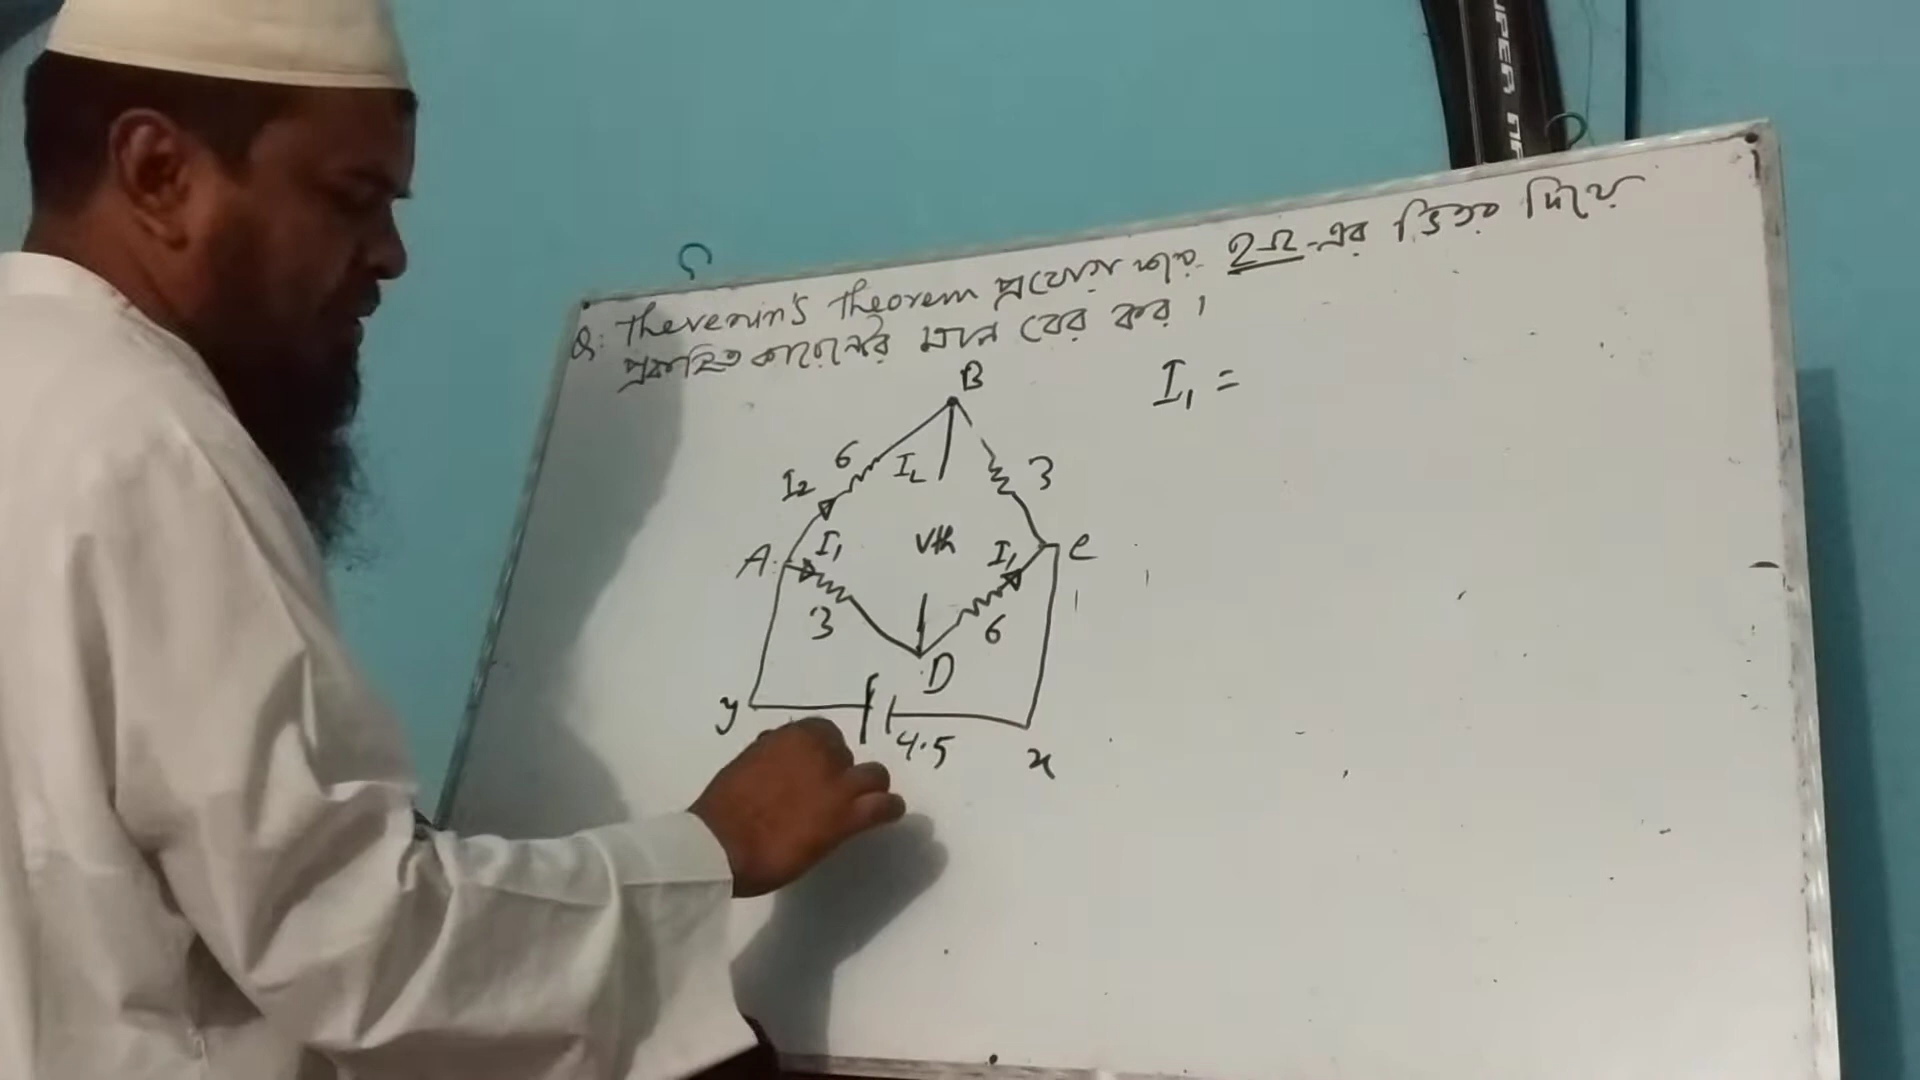 Q: Thevenin's Theorem প্রয়োগ করে 2Ω-এর ভিতর দিয়ে
প্রবাহিত কারেন্টের মান বের কর।
I₁ =
B
6
I₂
I₂
3
A
I₁
Vth
I₁
C
3
6
D
y
4.5
x